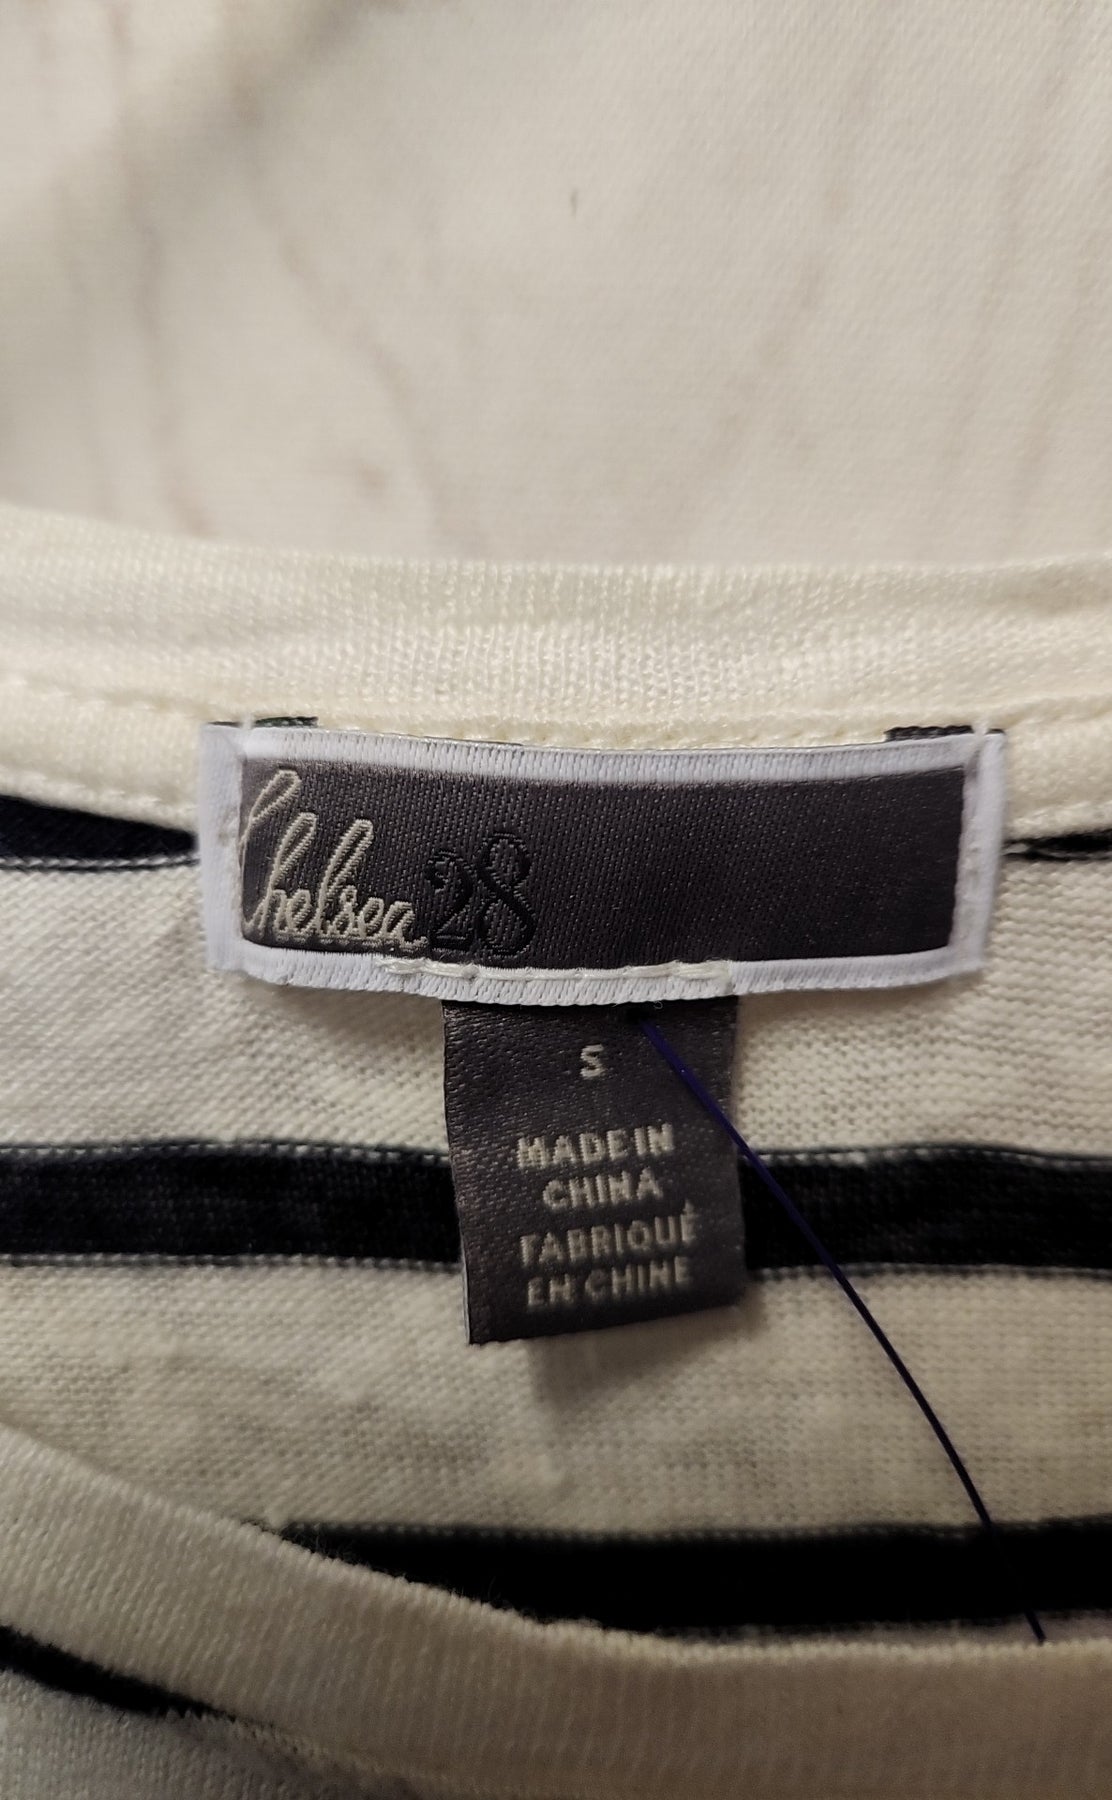 Chelsea28
S
MADE IN
CHINA
FABRIQUÉ
EN CHINE